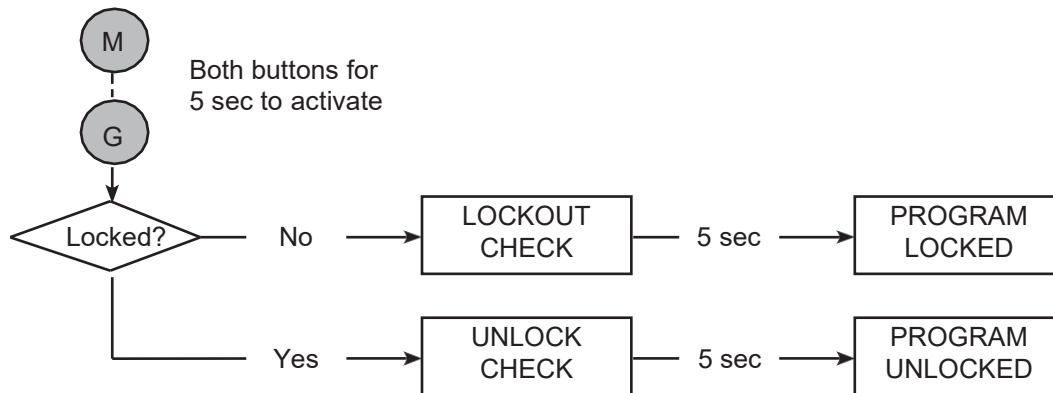 M
Both buttons for
5 sec to activate
G
Locked?
No
LOCKOUT
CHECK
5 sec
PROGRAM
LOCKED
Yes
UNLOCK
CHECK
5 sec
PROGRAM
UNLOCKED